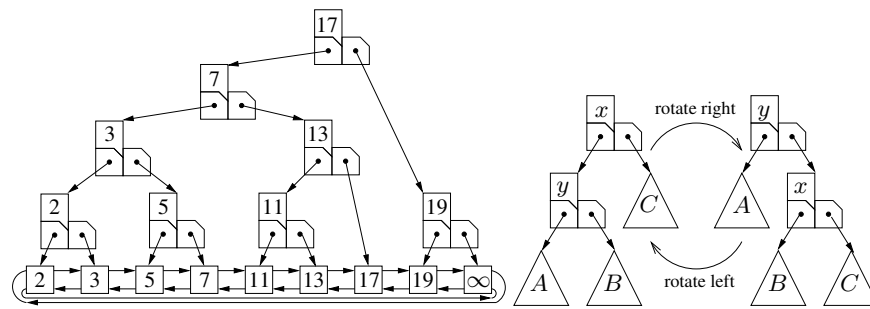 17
7
3 13
2 5 11 19
2 3 5 7 11 13 17 19 ∞
x rotate right y
y C A x
A B rotate left B C